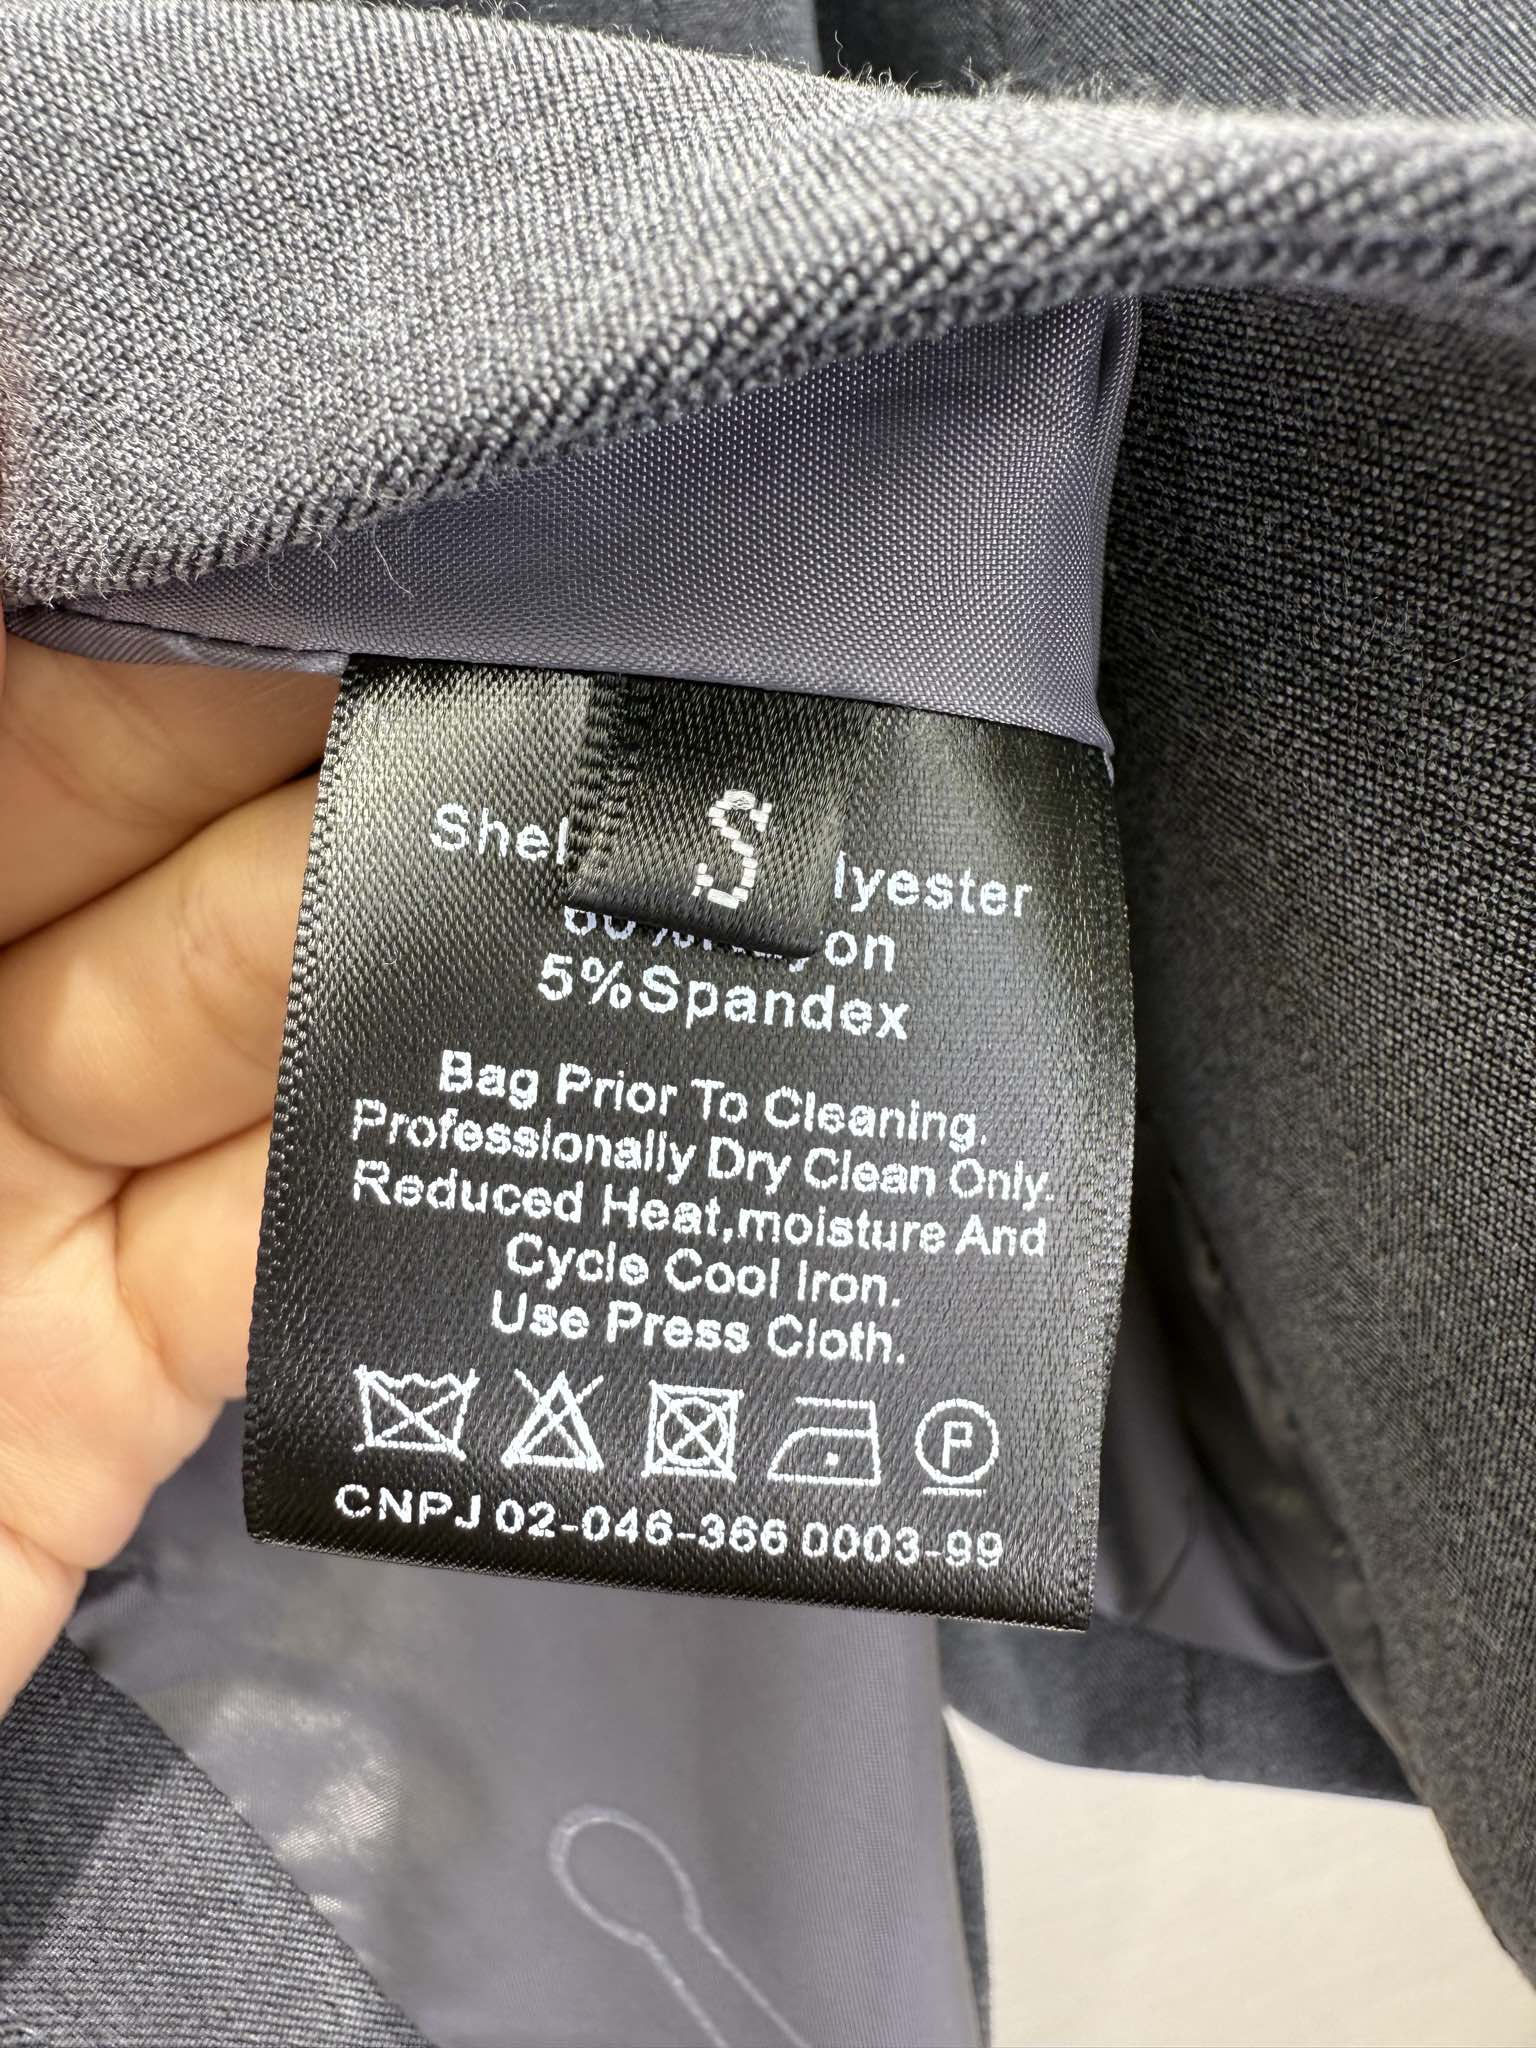 S
Shel lyester
on
5%Spandex
Bag Prior To Cleaning.
Professionally Dry Clean Only.
Reduced Heat,moisture And
Cycle Cool Iron.
Use Press Cloth.
P
CNPJ 02-046-366 0003-99